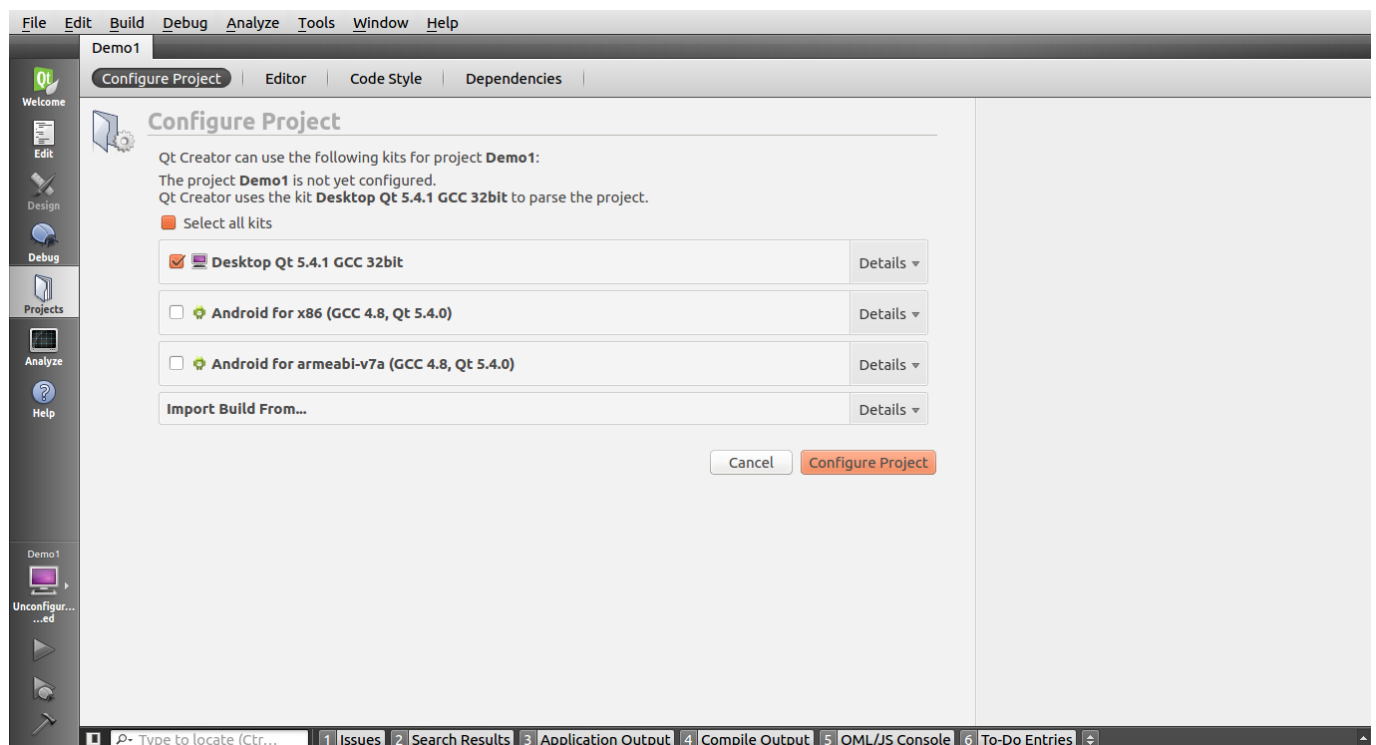 File Edit Build Debug Analyze Tools Window Help
Demo1
Configure Project Editor Code Style Dependencies
Qt
Welcome
Edit
Design
Debug
Projects
Analyze
Help
Configure Project
Qt Creator can use the following kits for project Demo1:
The project Demo1 is not yet configured.
Qt Creator uses the kit Desktop Qt 5.4.1 GCC 32bit to parse the project.
Select all kits
Desktop Qt 5.4.1 GCC 32bit Details
Android for x86 (GCC 4.8, Qt 5.4.0) Details
Android for armeabi-v7a (GCC 4.8, Qt 5.4.0) Details
Import Build From... Details
Cancel Configure Project
Demo1
Unconfigur...
...ed
Type to locate (Ctr... 1 Issues 2 Search Results 3 Application Output 4 Compile Output 5 QML/JS Console 6 To-Do Entries